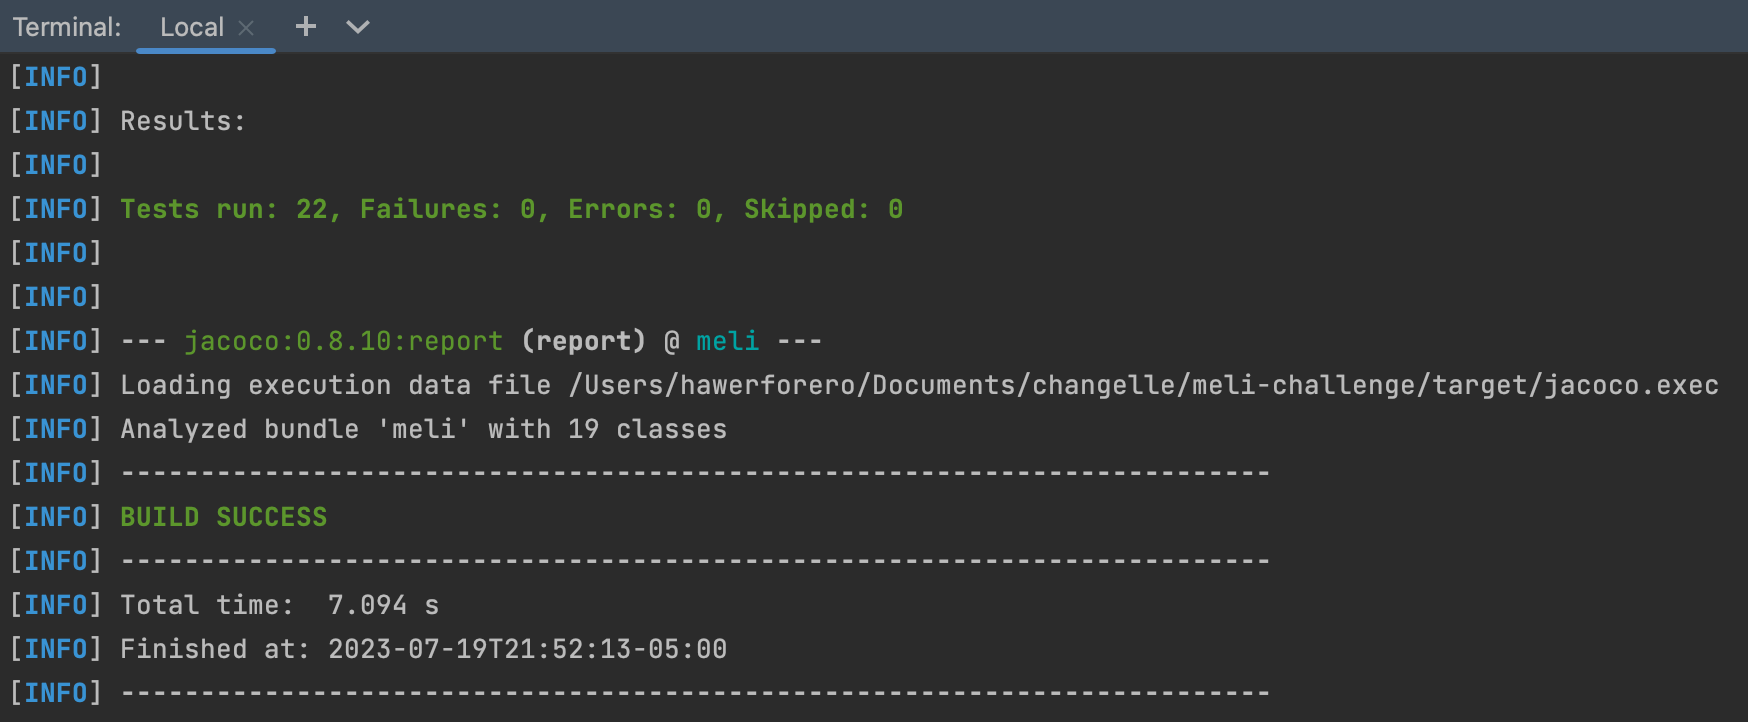 Terminal: Local
[INFO]
[INFO] Results:
[INFO]
[INFO] Tests run: 22, Failures: 0, Errors: 0, Skipped: 0
[INFO]
[INFO]
[INFO] --- jacoco:0.8.10:report (report) @ meli ---
[INFO] Loading execution data file /Users/hawerforero/Documents/changelle/meli-challenge/target/jacoco.exec
[INFO] Analyzed bundle 'meli' with 19 classes
[INFO] ------------------------------------------------------------------------
[INFO] BUILD SUCCESS
[INFO] ------------------------------------------------------------------------
[INFO] Total time:  7.094 s
[INFO] Finished at: 2023-07-19T21:52:13-05:00
[INFO] ------------------------------------------------------------------------